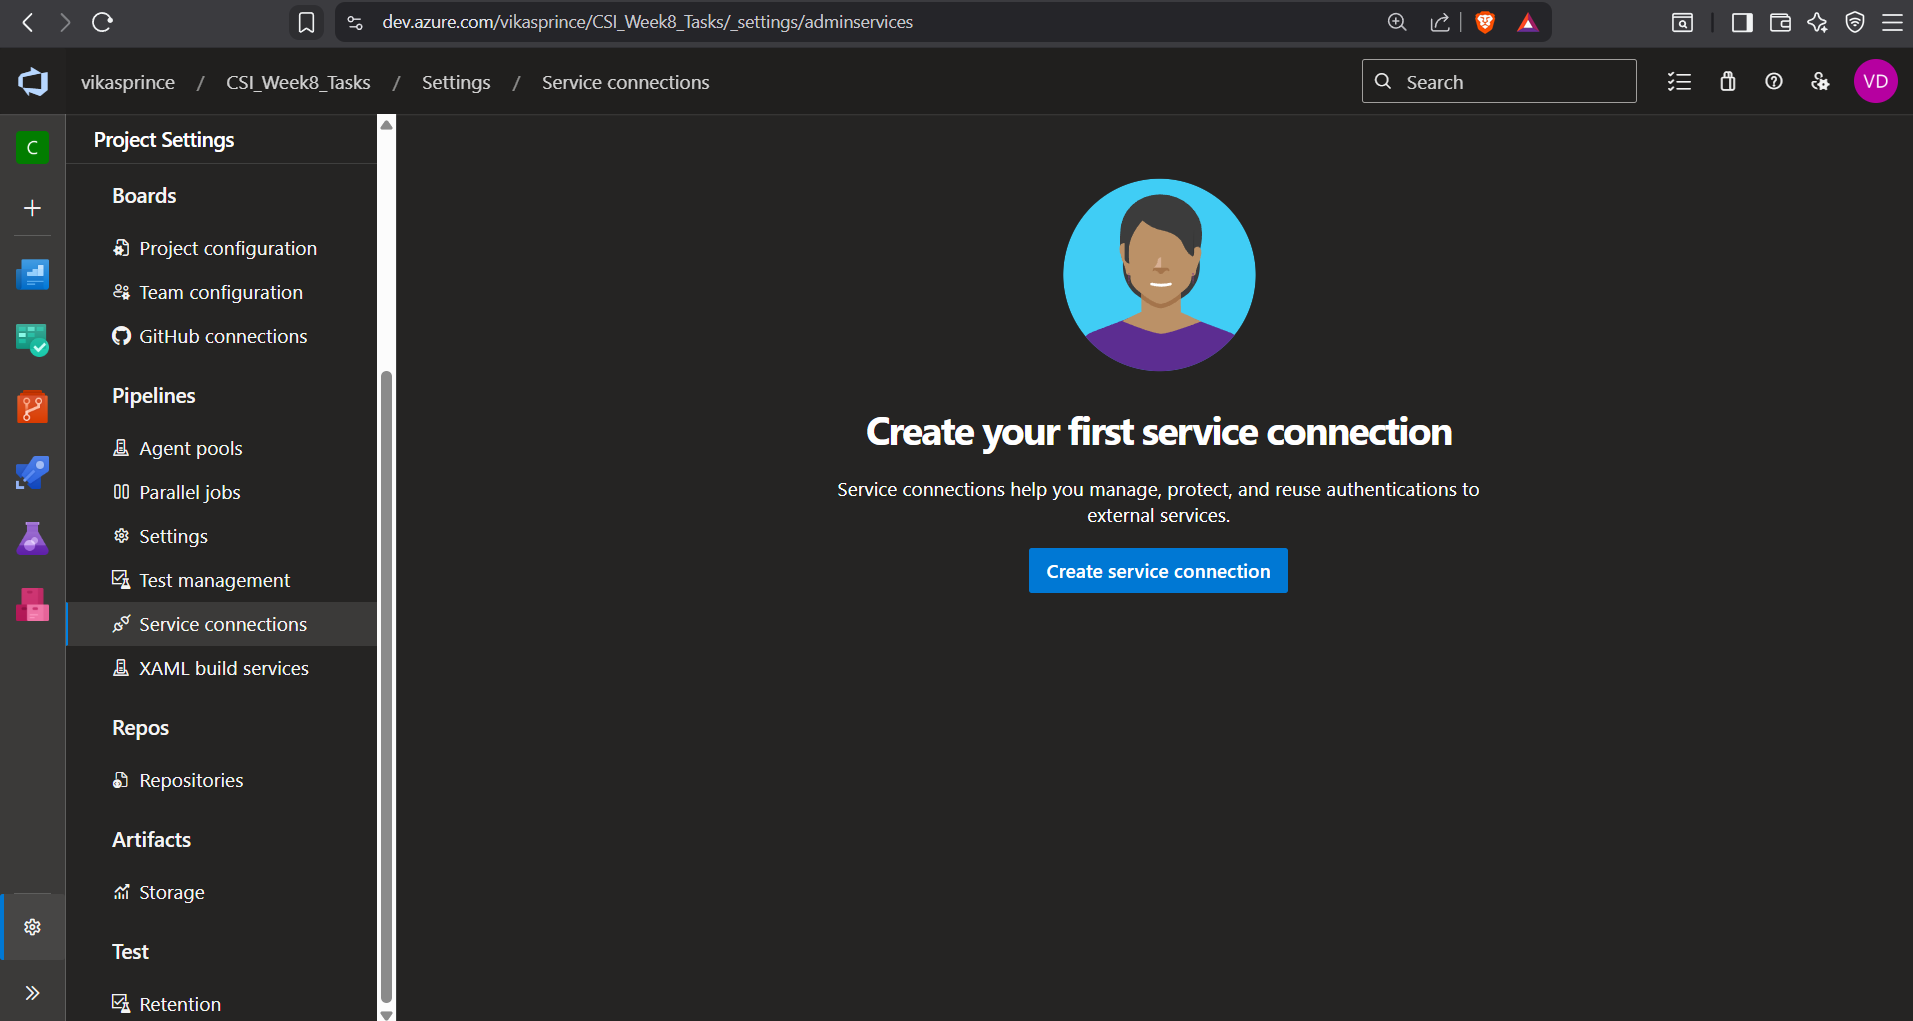 dev.azure.com/vikasprince/CSI_Week8_Tasks/_settings/adminservices
vikasprince / CSI_Week8_Tasks / Settings / Service connections
Search
VD
C
Project Settings
Boards
Project configuration
Team configuration
GitHub connections
Pipelines
Agent pools
Parallel jobs
Settings
Test management
Service connections
XAML build services
Repos
Repositories
Artifacts
Storage
Test
Retention
Create your first service connection
Service connections help you manage, protect, and reuse authentications to
external services.
Create service connection